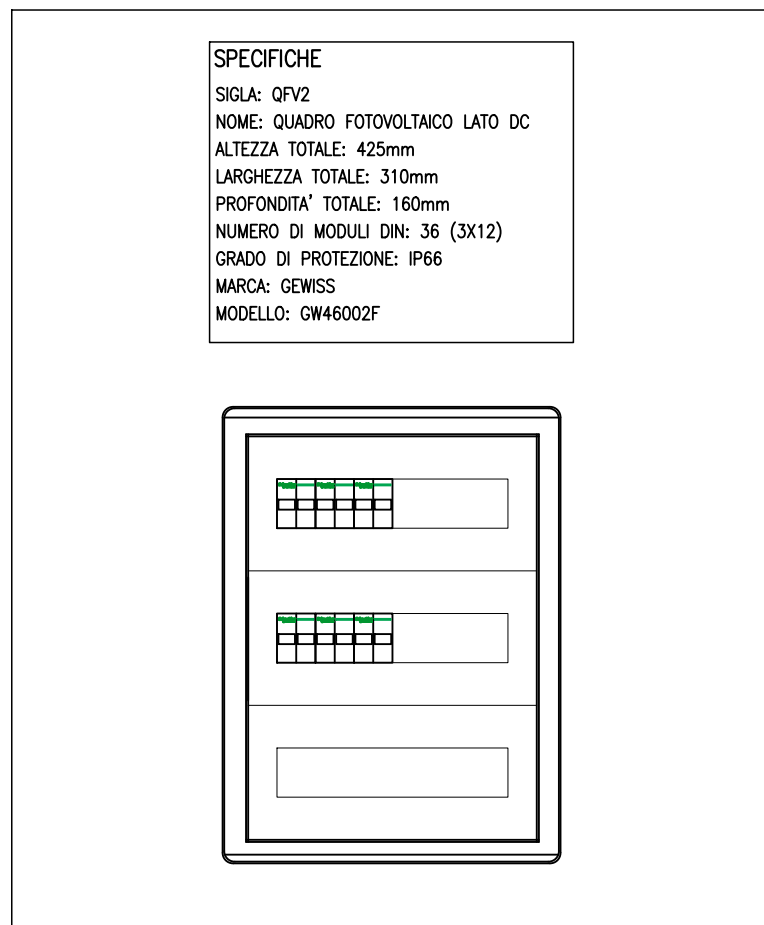 SPECIFICHE
SIGLA: QFV2
NOME: QUADRO FOTOVOLTAICO LATO DC
ALTEZZA TOTALE: 425mm
LARGHEZZA TOTALE: 310mm
PROFONDITA' TOTALE: 160mm
NUMERO DI MODULI DIN: 36 (3X12)
GRADO DI PROTEZIONE: IP66
MARCA: GEWISS
MODELLO: GW46002F